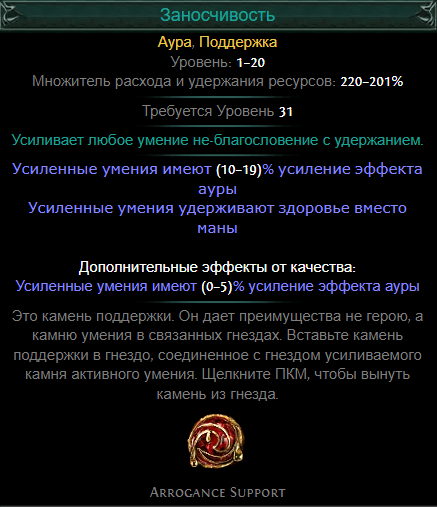 Заносчивость
Аура, Поддержка
Уровень: 1–20
Множитель расхода и удержания ресурсов: 220–201%
Требуется Уровень 31
Усиливает любое умение не-благословение с удержанием.
Усиленные умения имеют (10–19)% усиление эффекта
ауры
Усиленные умения удерживают здоровье вместо
маны
Дополнительные эффекты от качества:
Усиленные умения имеют (0–5)% усиление эффекта ауры
Это камень поддержки. Он дает преимущества не герою, а
камню умения в связанных гнездах. Вставьте камень
поддержки в гнездо, соединенное с гнездом усиливаемого
камня активного умения. Щелкните ПКМ, чтобы вынуть
камень из гнезда.
Arrogance Support